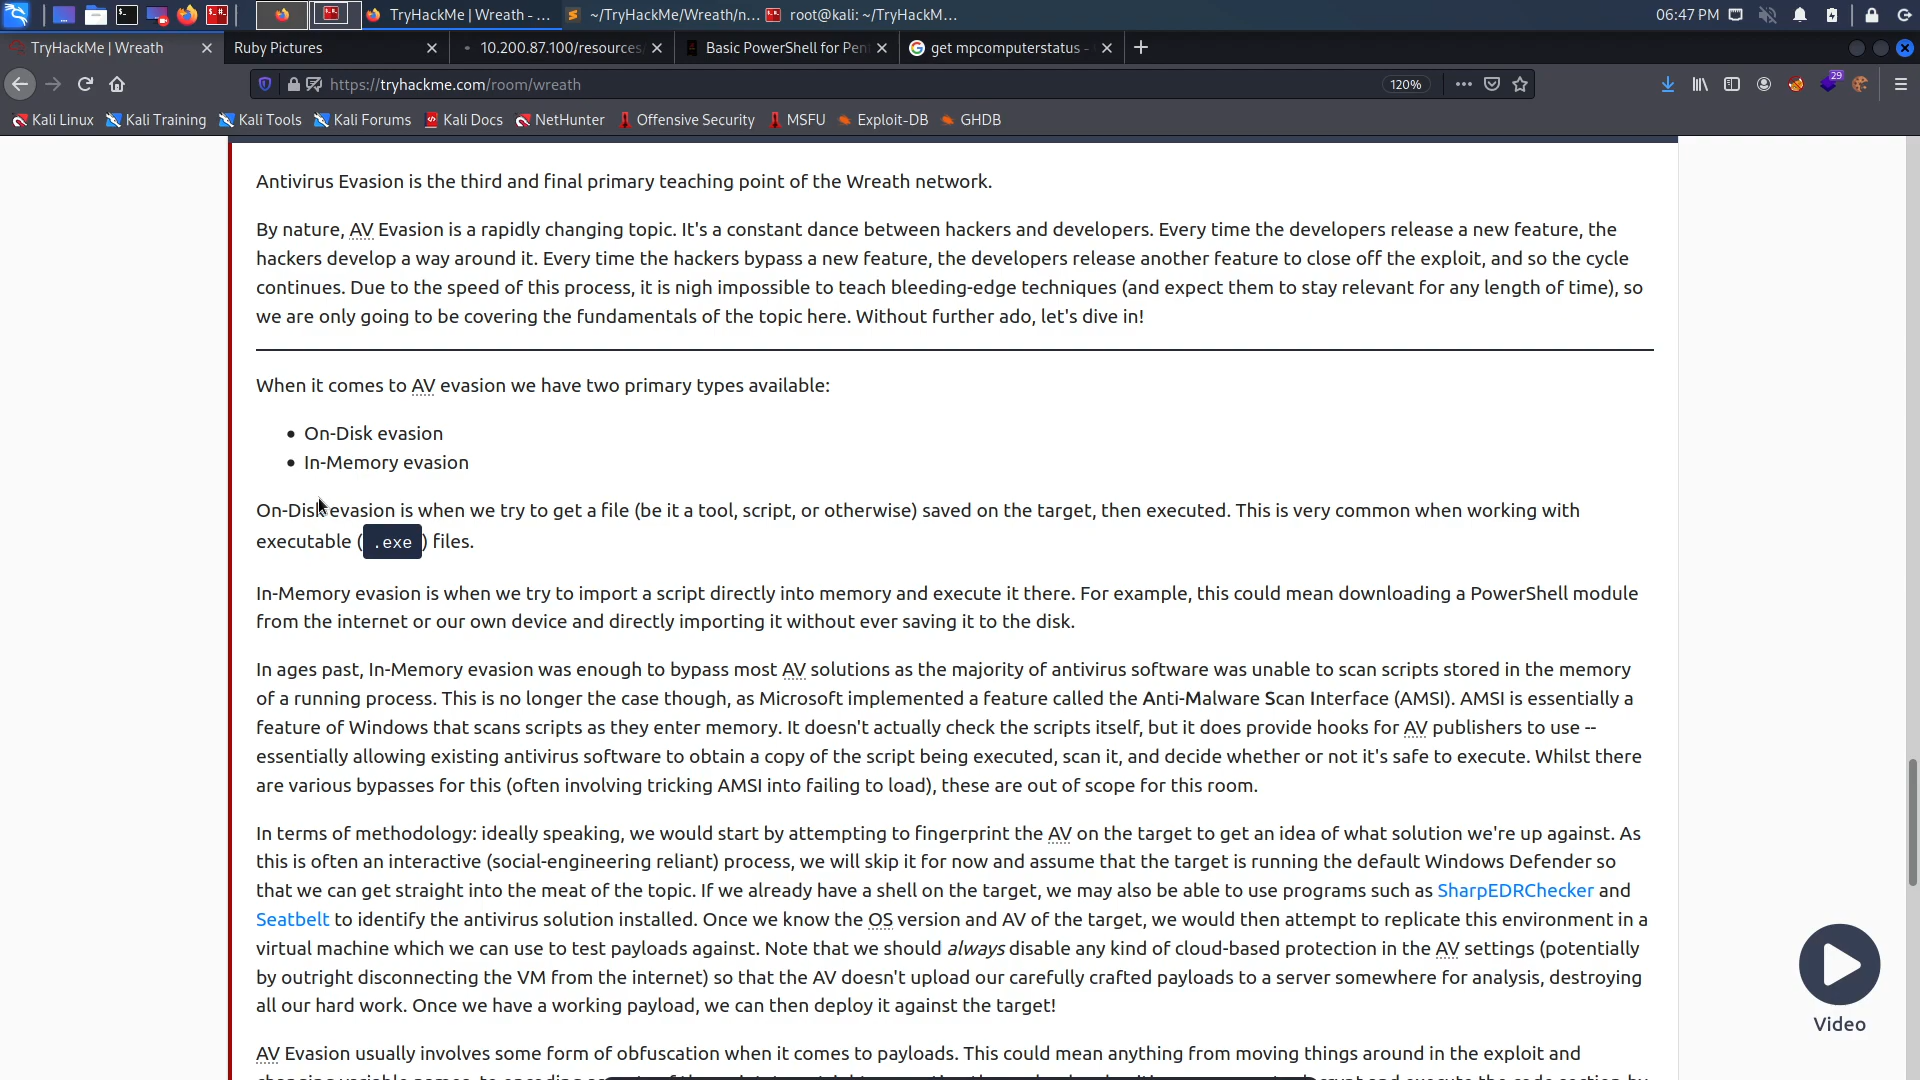 TryHackMe | Wreath - ...
~/TryHackMe/Wreath/n...
root@kali: ~/TryHackM...
06:47 PM
TryHackMe | Wreath
Ruby Pictures
10.200.87.100/resources
Basic PowerShell for Pen
get mpcomputerstatus -
https://tryhackme.com/room/wreath
120%
29
Kali Linux
Kali Training
Kali Tools
Kali Forums
Kali Docs
NetHunter
Offensive Security
MSFU
Exploit-DB
GHDB
Antivirus Evasion is the third and final primary teaching point of the Wreath network.
By nature, AV Evasion is a rapidly changing topic. It's a constant dance between hackers and developers. Every time the developers release a new feature, the
hackers develop a way around it. Every time the hackers bypass a new feature, the developers release another feature to close off the exploit, and so the cycle
continues. Due to the speed of this process, it is nigh impossible to teach bleeding-edge techniques (and expect them to stay relevant for any length of time), so
we are only going to be covering the fundamentals of the topic here. Without further ado, let's dive in!
When it comes to AV evasion we have two primary types available:
• On-Disk evasion
• In-Memory evasion
On-Disk evasion is when we try to get a file (be it a tool, script, or otherwise) saved on the target, then executed. This is very common when working with
executable ( .exe ) files.
In-Memory evasion is when we try to import a script directly into memory and execute it there. For example, this could mean downloading a PowerShell module
from the internet or our own device and directly importing it without ever saving it to the disk.
In ages past, In-Memory evasion was enough to bypass most AV solutions as the majority of antivirus software was unable to scan scripts stored in the memory
of a running process. This is no longer the case though, as Microsoft implemented a feature called the Anti-Malware Scan Interface (AMSI). AMSI is essentially a
feature of Windows that scans scripts as they enter memory. It doesn't actually check the scripts itself, but it does provide hooks for AV publishers to use --
essentially allowing existing antivirus software to obtain a copy of the script being executed, scan it, and decide whether or not it's safe to execute. Whilst there
are various bypasses for this (often involving tricking AMSI into failing to load), these are out of scope for this room.
In terms of methodology: ideally speaking, we would start by attempting to fingerprint the AV on the target to get an idea of what solution we're up against. As
this is often an interactive (social-engineering reliant) process, we will skip it for now and assume that the target is running the default Windows Defender so
that we can get straight into the meat of the topic. If we already have a shell on the target, we may also be able to use programs such as SharpEDRChecker and
Seatbelt to identify the antivirus solution installed. Once we know the OS version and AV of the target, we would then attempt to replicate this environment in a
virtual machine which we can use to test payloads against. Note that we should always disable any kind of cloud-based protection in the AV settings (potentially
by outright disconnecting the VM from the internet) so that the AV doesn't upload our carefully crafted payloads to a server somewhere for analysis, destroying
all our hard work. Once we have a working payload, we can then deploy it against the target!
Video
AV Evasion usually involves some form of obfuscation when it comes to payloads. This could mean anything from moving things around in the exploit and